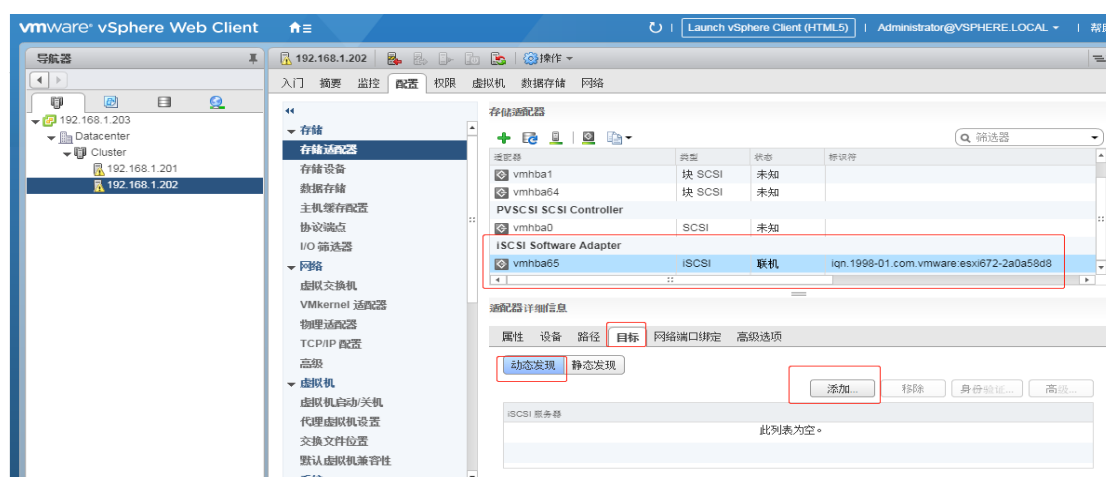 vmware® vSphere Web Client
Launch vSphere Client (HTML5) | Administrator@VSPHERE.LOCAL | 帮
导航器
192.168.1.203
Datacenter
Cluster
192.168.1.201
192.168.1.202
192.168.1.202 操作
入门 摘要 监控 配置 权限 虚拟机 数据存储 网络
存储
存储适配器
存储设备
数据存储
主机缓存配置
协议端点
I/O 筛选器
网络
虚拟交换机
VMkernel 适配器
物理适配器
TCP/IP 配置
高级
虚拟机
虚拟机启动/关机
代理虚拟机设置
交换文件位置
默认虚拟机兼容性
存储适配器
筛选器
适配器 类型 状态 标识符
vmhba1 块 SCSI 未知
vmhba64 块 SCSI 未知
PVSCSI SCSI Controller
vmhba0 SCSI 未知
iSCSI Software Adapter
vmhba65 iSCSI 联机 iqn.1998-01.com.vmware:esxi672-2a0a58d8
适配器详细信息
属性 设备 路径 目标 网络端口绑定 高级选项
动态发现 静态发现
添加... 移除 身份验证... 高级...
iSCSI 服务器
此列表为空。